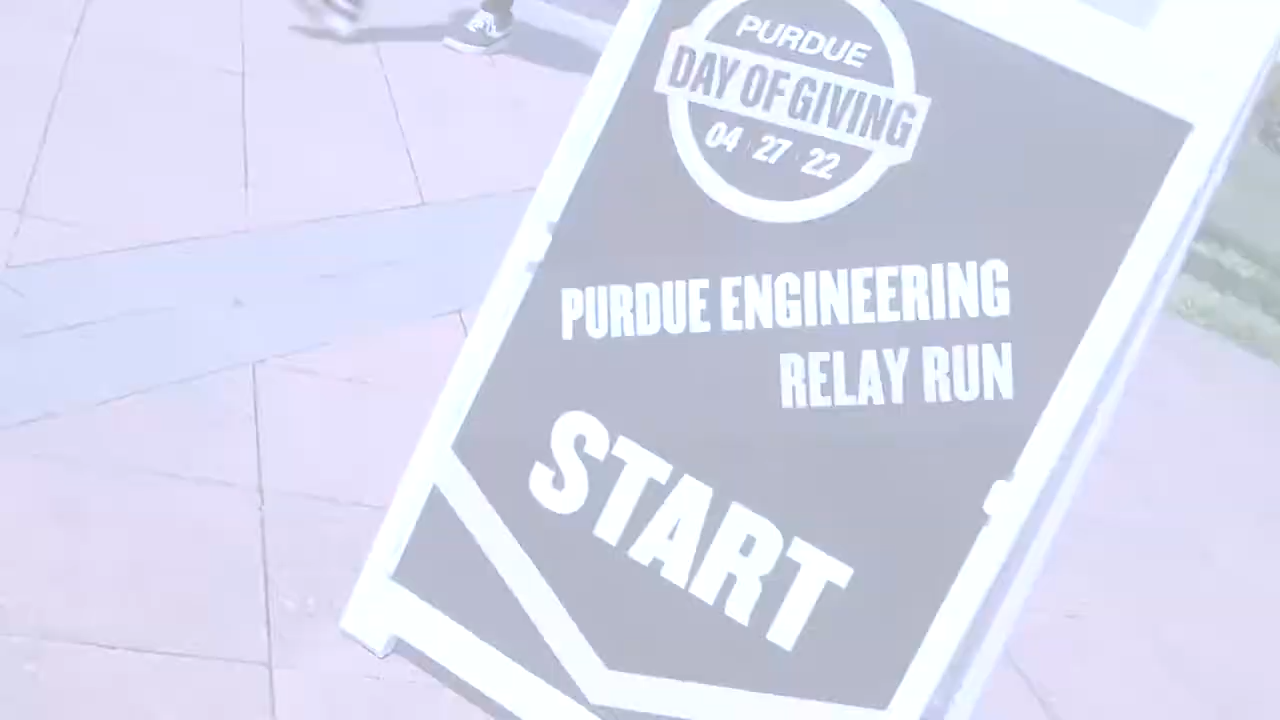 PURDUE
DAY OF GIVING
04 27 22
PURDUE ENGINEERING
RELAY RUN
START